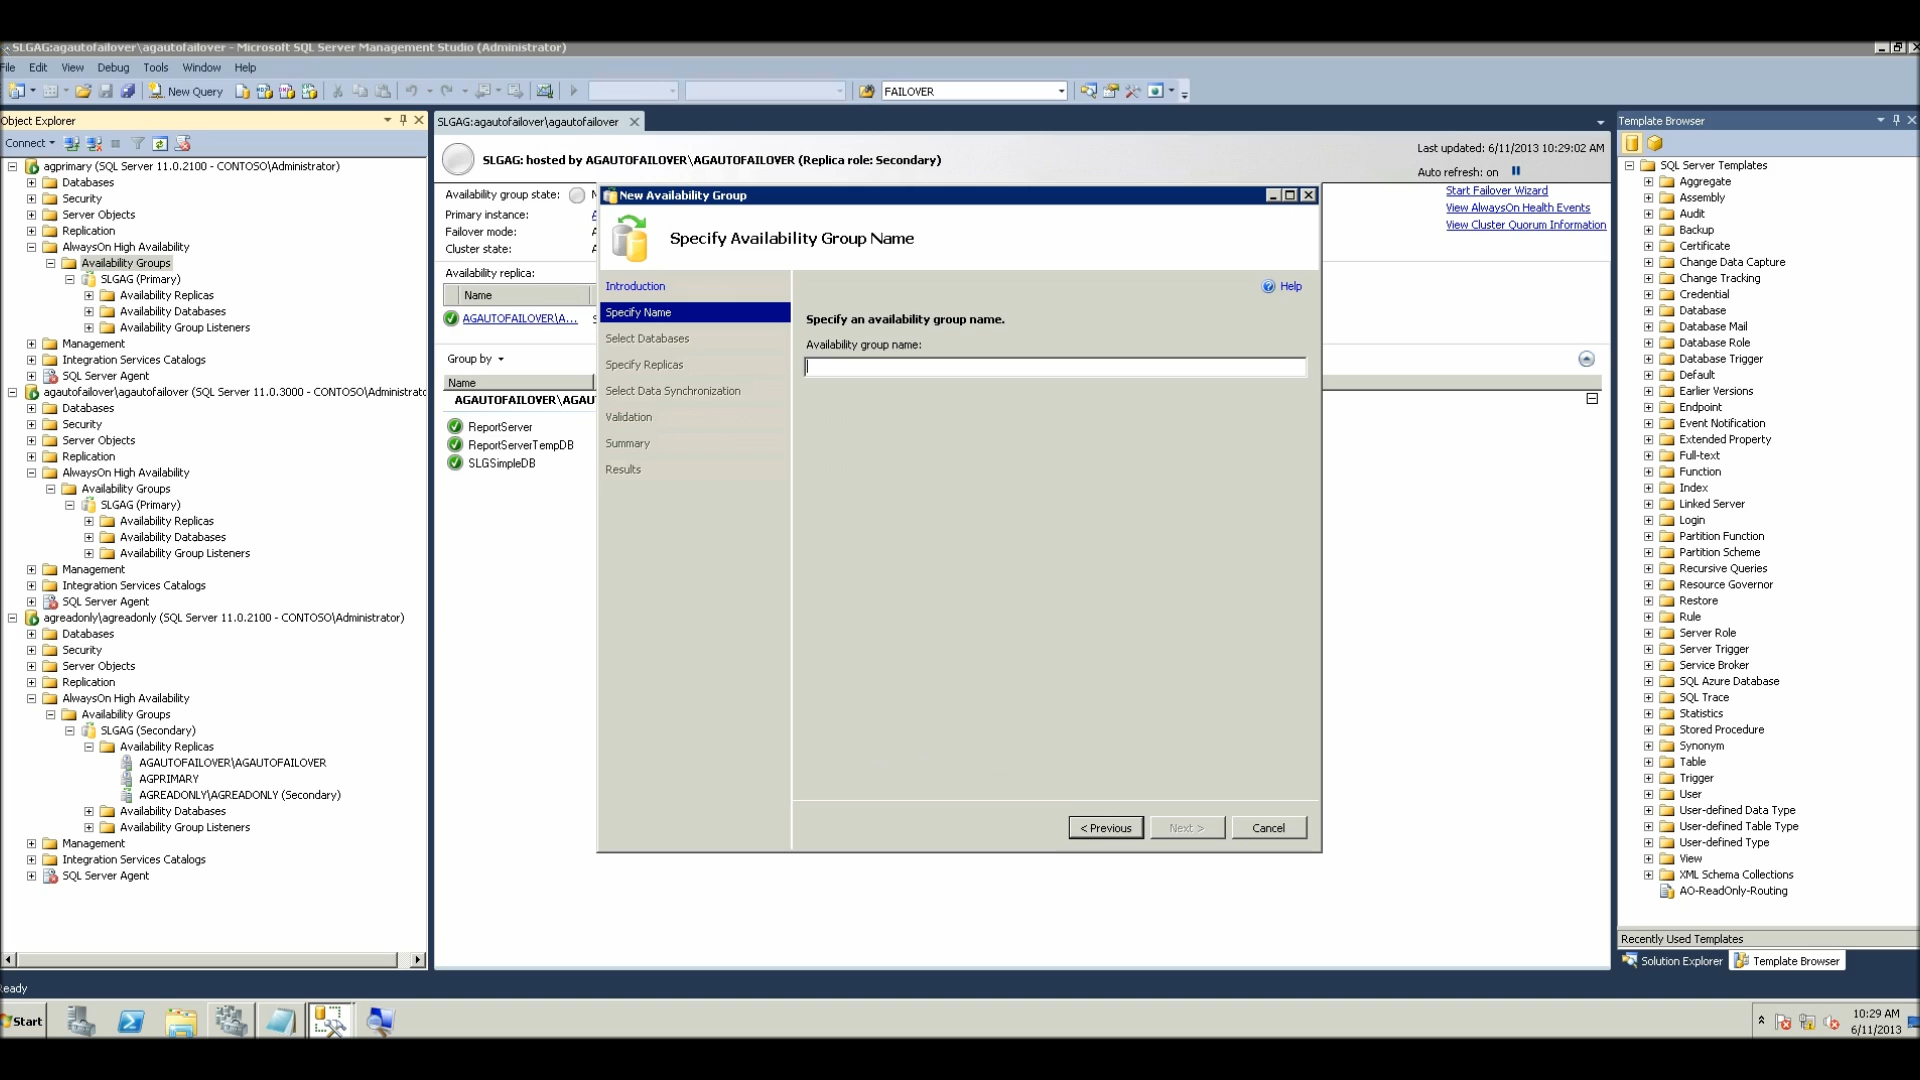 SLGAG:agautofailover\agautofailover - Microsoft SQL Server Management Studio (Administrator)
File Edit View Debug Tools Window Help
New Query
FAILOVER
Object Explorer
Connect
agprimary (SQL Server 11.0.2100 - CONTOSO\Administrator)
Databases
Security
Server Objects
Replication
AlwaysOn High Availability
Availability Groups
SLGAG (Primary)
Availability Replicas
Availability Databases
Availability Group Listeners
Management
Integration Services Catalogs
SQL Server Agent
agautofailover\agautofailover (SQL Server 11.0.3000 - CONTOSO\Administrato
Databases
Security
Server Objects
Replication
AlwaysOn High Availability
Availability Groups
SLGAG (Primary)
Availability Replicas
Availability Databases
Availability Group Listeners
Management
Integration Services Catalogs
SQL Server Agent
agreadonly\agreadonly (SQL Server 11.0.2100 - CONTOSO\Administrator)
Databases
Security
Server Objects
Replication
AlwaysOn High Availability
Availability Groups
SLGAG (Secondary)
Availability Replicas
AGAUTOFAILOVER\AGAUTOFAILOVER
AGPRIMARY
AGREADONLY\AGREADONLY (Secondary)
Availability Databases
Availability Group Listeners
Management
Integration Services Catalogs
SQL Server Agent
SLGAG:agautofailover\agautofailover
SLGAG: hosted by AGAUTOFAILOVER\AGAUTOFAILOVER (Replica role: Secondary)
Last updated: 6/11/2013 10:29:02 AM
Auto refresh: on
Start Failover Wizard
View AlwaysOn Health Events
View Cluster Quorum Information
Availability group state:
Primary instance:
Failover mode:
Cluster state:
Availability replica:
Name
AGAUTOFAILOVER\A...
Group by
Name
AGAUTOFAILOVER\AGAU
ReportServer
ReportServerTempDB
SLGSimpleDB
New Availability Group
Specify Availability Group Name
Introduction
Specify Name
Select Databases
Specify Replicas
Select Data Synchronization
Validation
Summary
Results
Help
Specify an availability group name.
Availability group name:
< Previous
Next >
Cancel
Template Browser
SQL Server Templates
Aggregate
Assembly
Audit
Backup
Certificate
Change Data Capture
Change Tracking
Credential
Database
Database Mail
Database Role
Database Trigger
Default
Earlier Versions
Endpoint
Event Notification
Extended Property
Full-text
Function
Index
Linked Server
Login
Partition Function
Partition Scheme
Recursive Queries
Resource Governor
Restore
Rule
Server Role
Server Trigger
Service Broker
SQL Azure Database
SQL Trace
Statistics
Stored Procedure
Synonym
Table
Trigger
User
User-defined Data Type
User-defined Table Type
User-defined Type
View
XML Schema Collections
AO-ReadOnly-Routing
Recently Used Templates
Solution Explorer
Template Browser
eady
Start
10:29 AM
6/11/2013